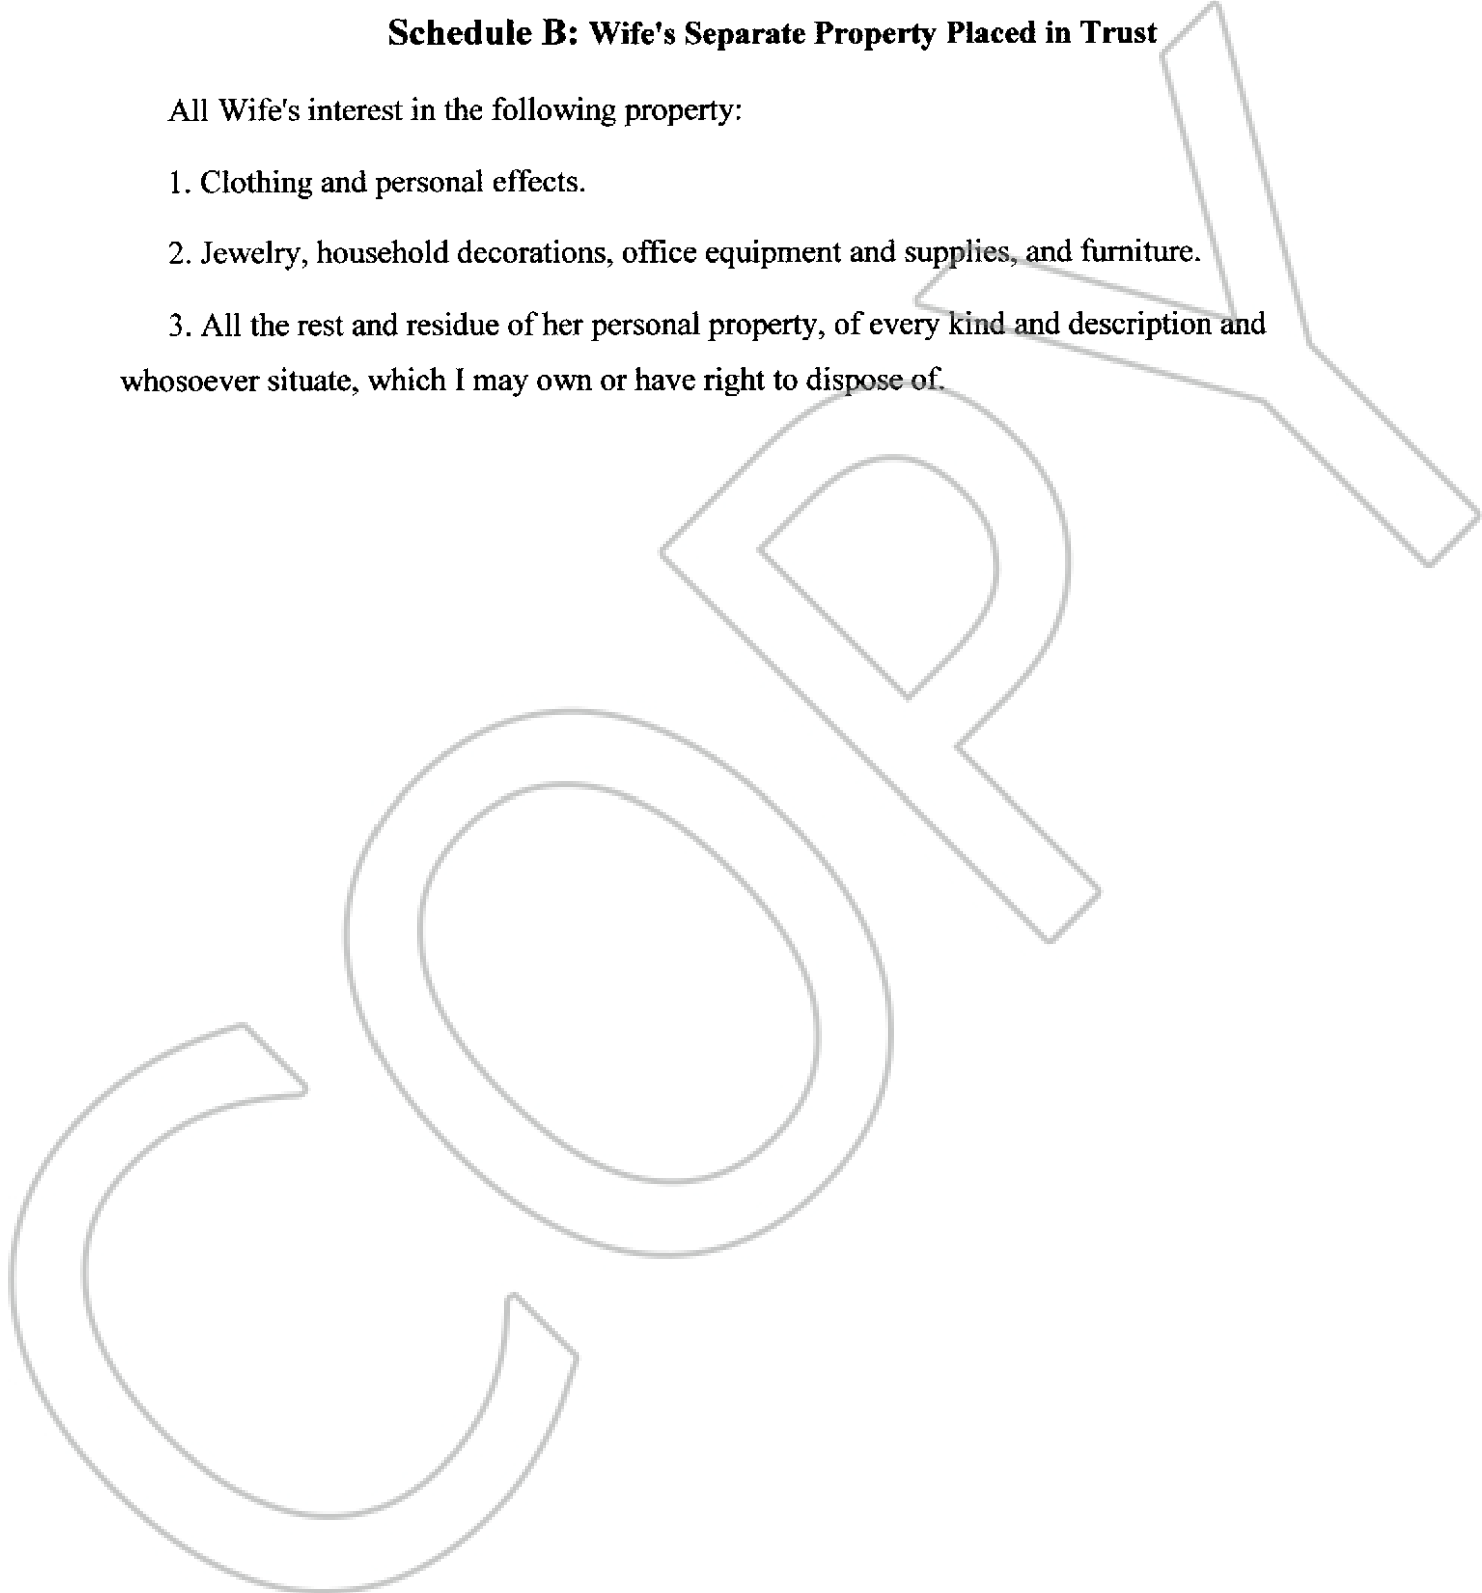 Schedule B: Wife's Separate Property Placed in Trust
All Wife's interest in the following property:
1. Clothing and personal effects.
2. Jewelry, household decorations, office equipment and supplies, and furniture.
3. All the rest and residue of her personal property, of every kind and description and
whosoever situate, which I may own or have right to dispose of.
COPY